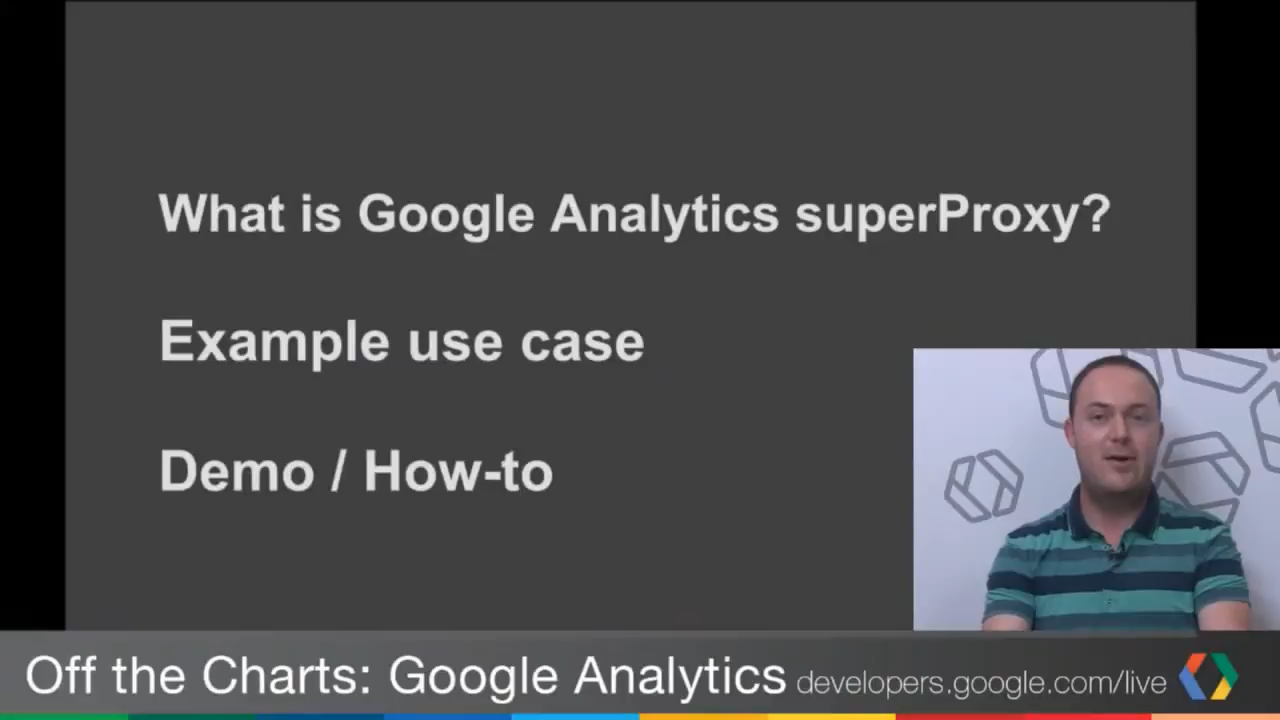 What is Google Analytics superProxy?
Example use case
Demo / How-to
Off the Charts: Google Analytics developers.google.com/live